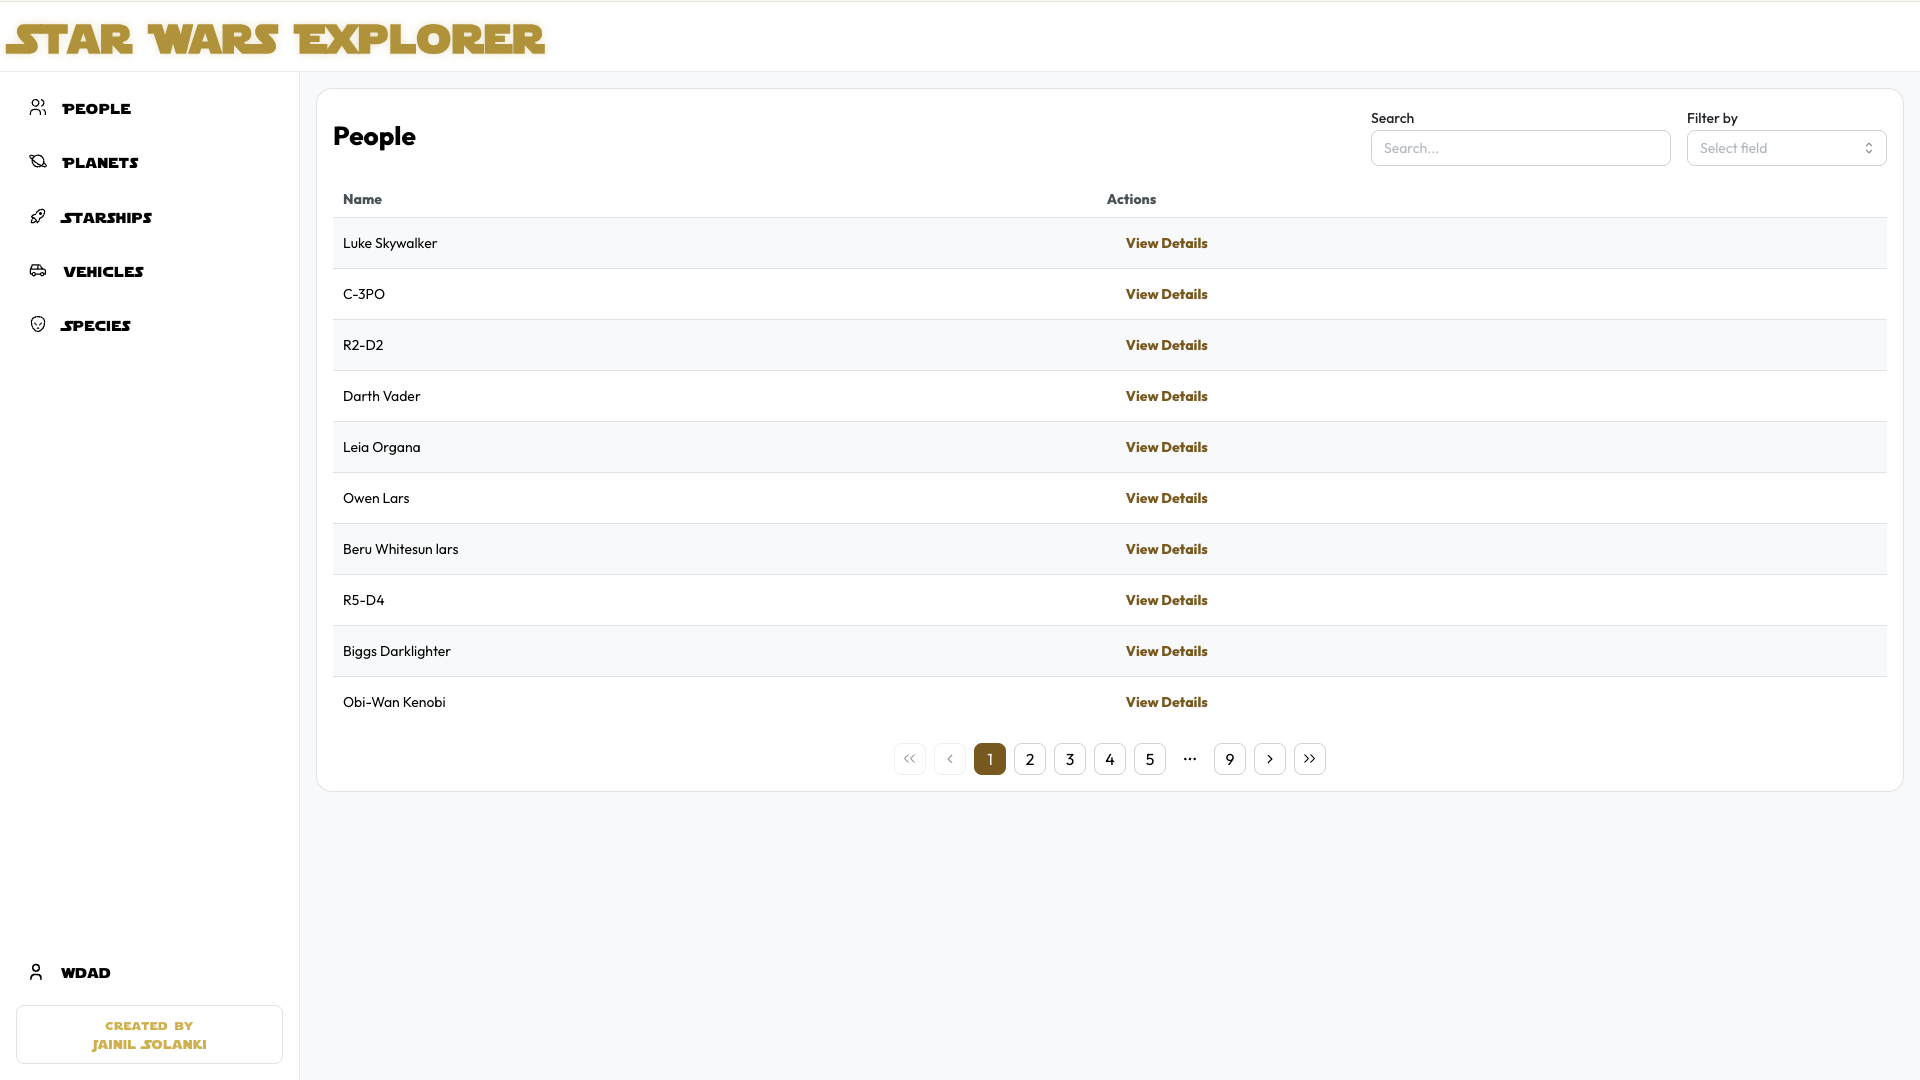 Star Wars Explorer
People
Planets
Starships
Vehicles
Species
WDAD
Created by
Jainil Solanki
People
Search
Search...
Filter by
Select field
Name Actions
Luke Skywalker View Details
C-3PO View Details
R2-D2 View Details
Darth Vader View Details
Leia Organa View Details
Owen Lars View Details
Beru Whitesun lars View Details
R5-D4 View Details
Biggs Darklighter View Details
Obi-Wan Kenobi View Details
1 2 3 4 5 ... 9